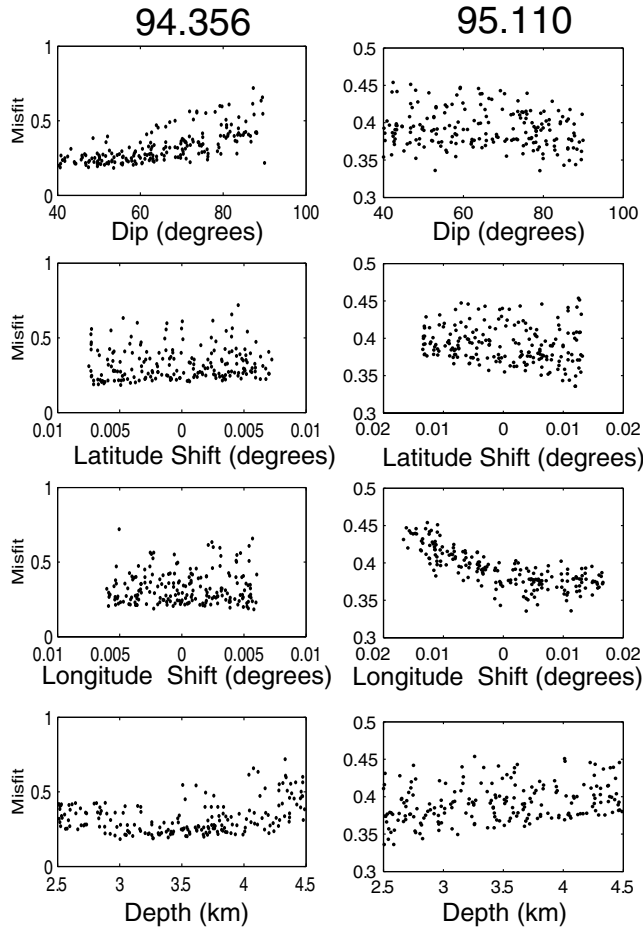 94.356 95.110
1 0.5
Misfit 0.45
0.5 0.4
0.35
0 0.3
40 60 80 100 40 60 80 100
Dip (degrees) Dip (degrees)
1 0.5
Misfit 0.45
0.5 0.4
0.35
0 0.3
0.01 0.005 0 0.005 0.01 0.02 0.01 0 0.01 0.02
Latitude Shift (degrees) Latitude Shift (degrees)
1 0.5
Misfit 0.45
0.5 0.4
0.35
0 0.3
0.01 0.005 0 0.005 0.01 0.02 0.01 0 0.01 0.02
Longitude Shift (degrees) Longitude Shift (degrees)
1 0.5
Misfit 0.45
0.5 0.4
0.35
0 0.3
2.5 3 3.5 4 4.5 2.5 3 3.5 4 4.5
Depth (km) Depth (km)